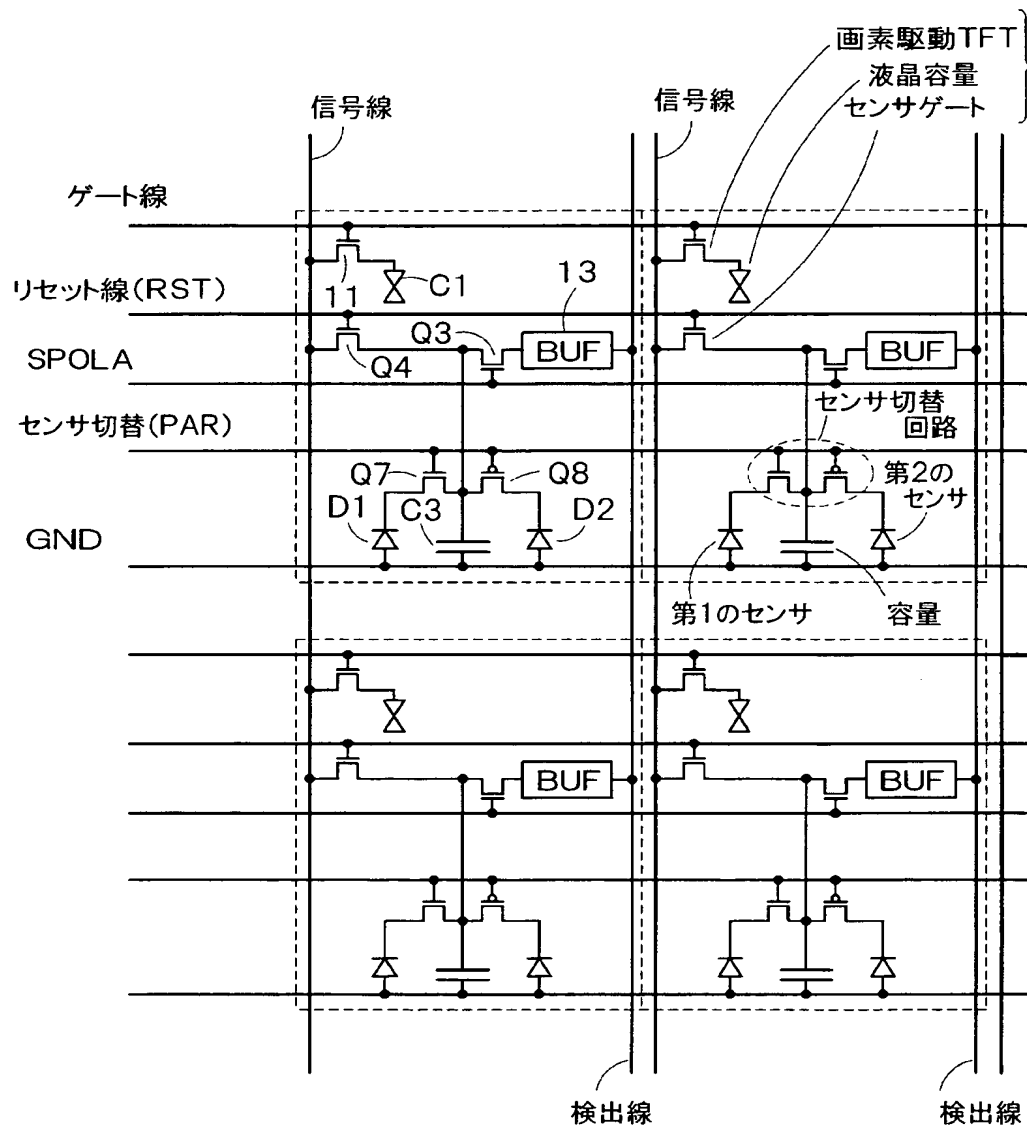 画素駆動TFT
液晶容量
センサゲート
信号線
信号線
ゲート線
リセット線(RST)
11
C1
13
Q3
BUF
BUF
SPOLA
Q4
センサ切替(PAR)
センサ切替
回路
Q7
Q8
第2の
センサ
D1
C3
D2
GND
第1のセンサ
容量
BUF
BUF
検出線
検出線